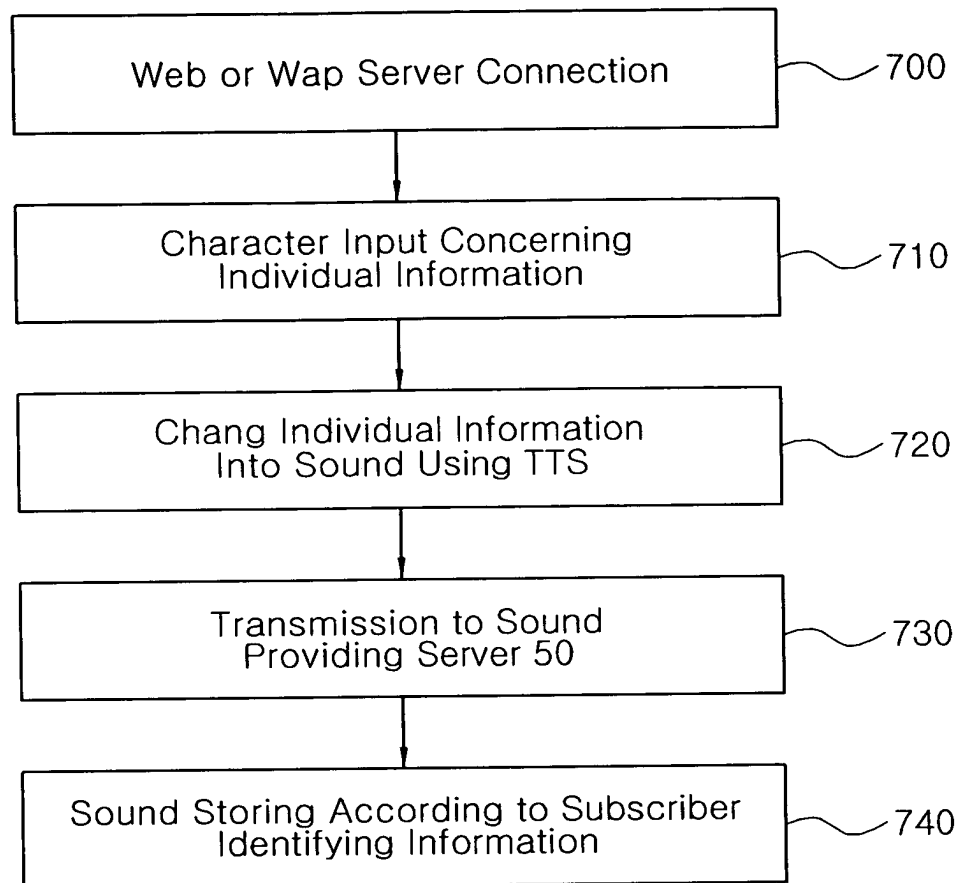 Web or Wap Server Connection
700
Character Input Concerning
Individual Information
710
Chang Individual Information
Into Sound Using TTS
720
Transmission to Sound
Providing Server 50
730
Sound Storing According to Subscriber
Identifying Information
740